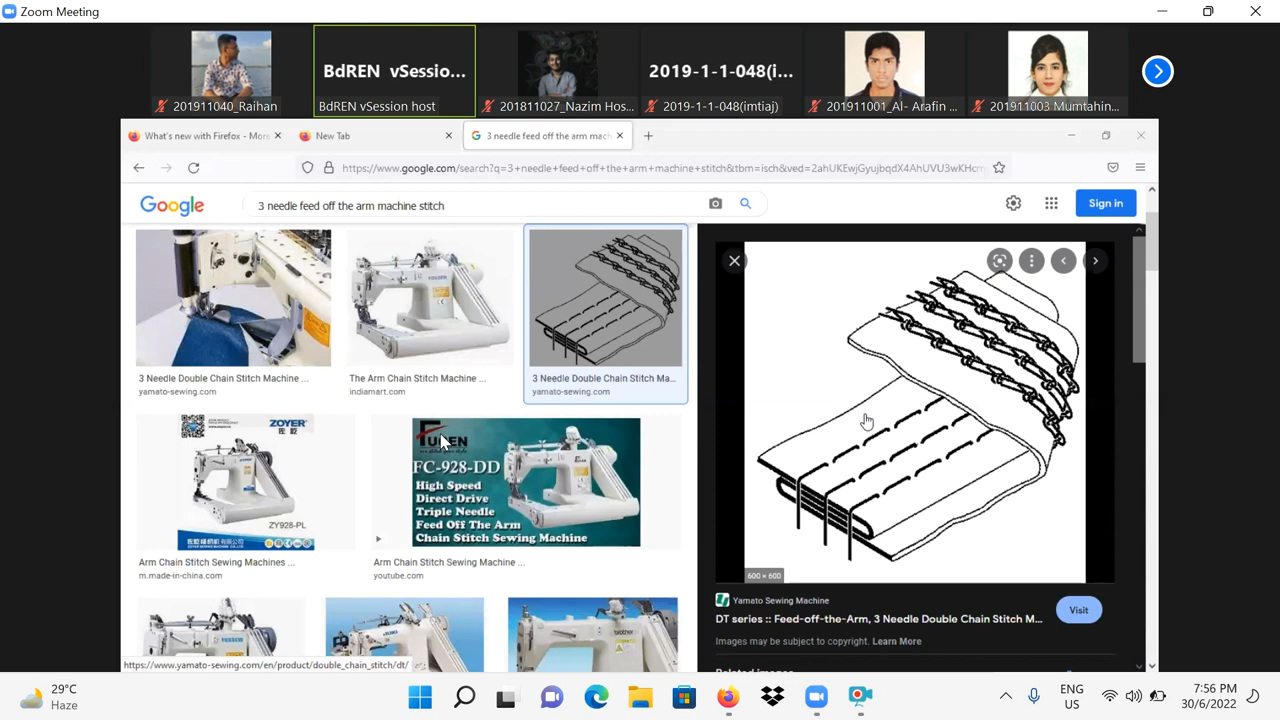 Zoom Meeting
BdREN vSessio...
2019-1-1-048(i...
201911040_Raihan
BdREN vSession host
201811027_Nazim Hos...
2019-1-1-048(imtiaj)
201911001_Al- Arafin ...
201911003 Mumtahin...
What's new with Firefox - More
New Tab
3 needle feed off the arm mach
https://www.google.com/search?q=3+needle+feed+off+the+arm+machine+stitch&tbm=isch&ved=2ahUKEwjGyujbqdX4AhUVU3wKHcrr
Google
3 needle feed off the arm machine stitch
Sign in
3 Needle Double Chain Stitch Machine ...
yamato-sewing.com
The Arm Chain Stitch Machine ...
indiamart.com
3 Needle Double Chain Stitch Ma...
yamato-sewing.com
ZOYER
ZY928-PL
Arm Chain Stitch Sewing Machines ...
m.made-in-china.com
FC-928-DD
High Speed
Direct Drive
Triple Needle
Feed Off The Arm
Chain Stitch Sewing Machine
Arm Chain Stitch Sewing Machine ...
youtube.com
600 × 600
Yamato Sewing Machine
DT series :: Feed-off-the-Arm, 3 Needle Double Chain Stitch M...
Visit
Images may be subject to copyright. Learn More
Related images
https://www.yamato-sewing.com/en/product/double_chain_stitch/dt/
29°C
Haze
ENG
US
7:56 PM
30/6/2022